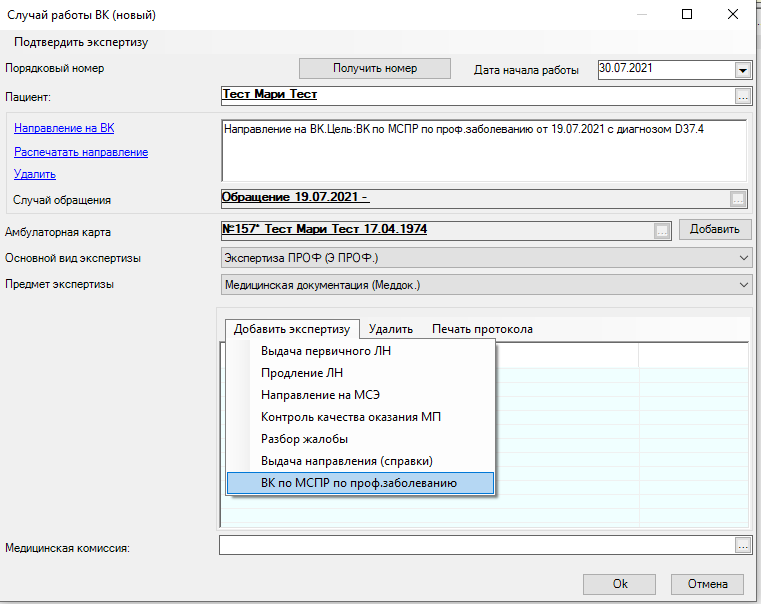 Случай работы ВК (новый)
Подтвердить экспертизу
Порядковый номер
Получить номер
Дата начала работы
30.07.2021
Пациент:
Тест Мари Тест
...
Направление на ВК
Направление на ВК.Цель:ВК по МСПР по проф.заболеванию от 19.07.2021 с диагнозом D37.4
Распечатать направление
Удалить
Случай обращения
Обращение 19.07.2021 -
...
Амбулаторная карта
№157* Тест Мари Тест 17.04.1974
...
Добавить
Основной вид экспертизы
Экспертиза ПРОФ (Э ПРОФ.)
Предмет экспертизы
Медицинская документация (Меддок.)
Добавить экспертизу
Удалить
Печать протокола
Выдача первичного ЛН
Продление ЛН
Направление на МСЭ
Контроль качества оказания МП
Разбор жалобы
Выдача направления (справки)
ВК по МСПР по проф.заболеванию
Медицинская комиссия:
...
Ok
Отмена